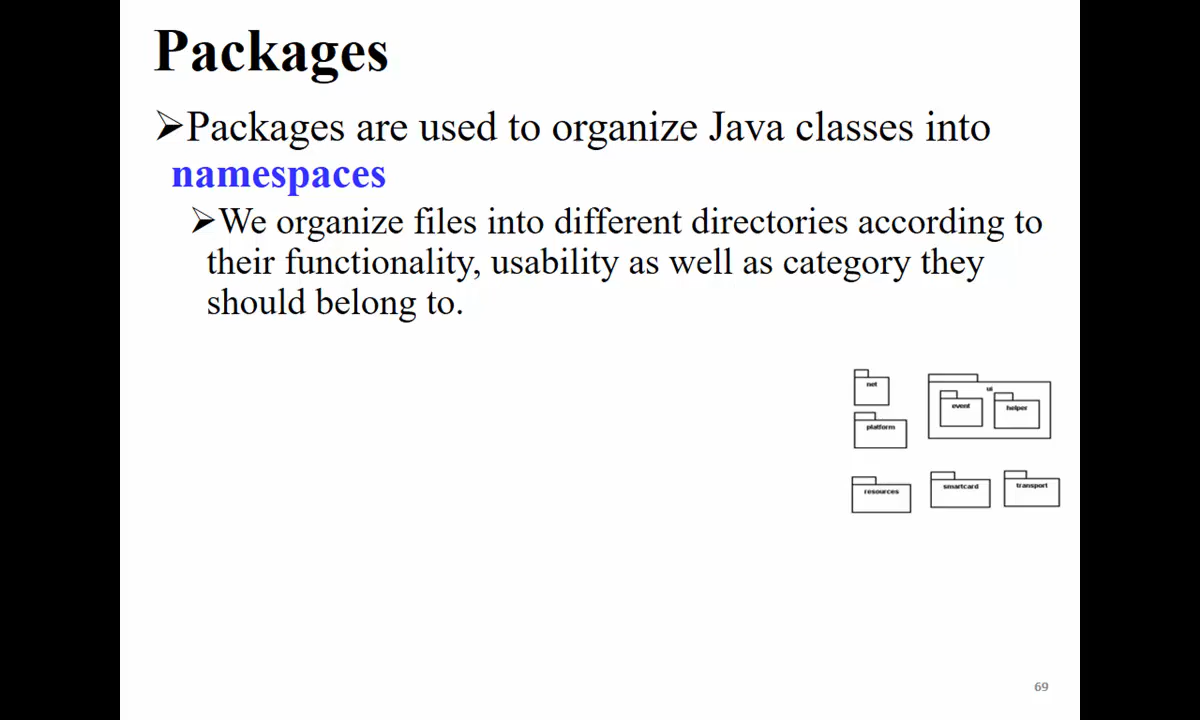 Packages
➢Packages are used to organize Java classes into
namespaces
➢We organize files into different directories according to
their functionality, usability as well as category they
should belong to.
net
ui
event
helper
platform
resources
smartcard
transport
69